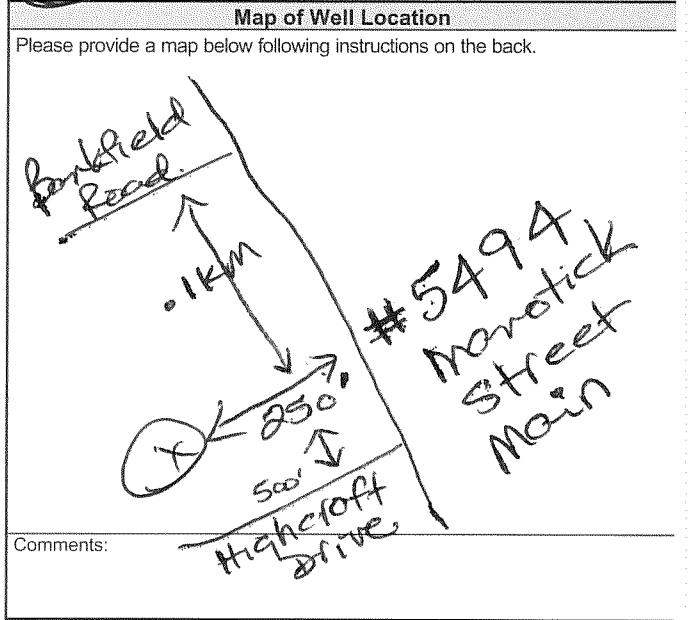 Map of Well Location
Please provide a map below following instructions on the back.
Bankfield
Road.
.1km
#5494
Manotick
Street
Main
250'
X
500'
Highcroft
Drive
Comments: